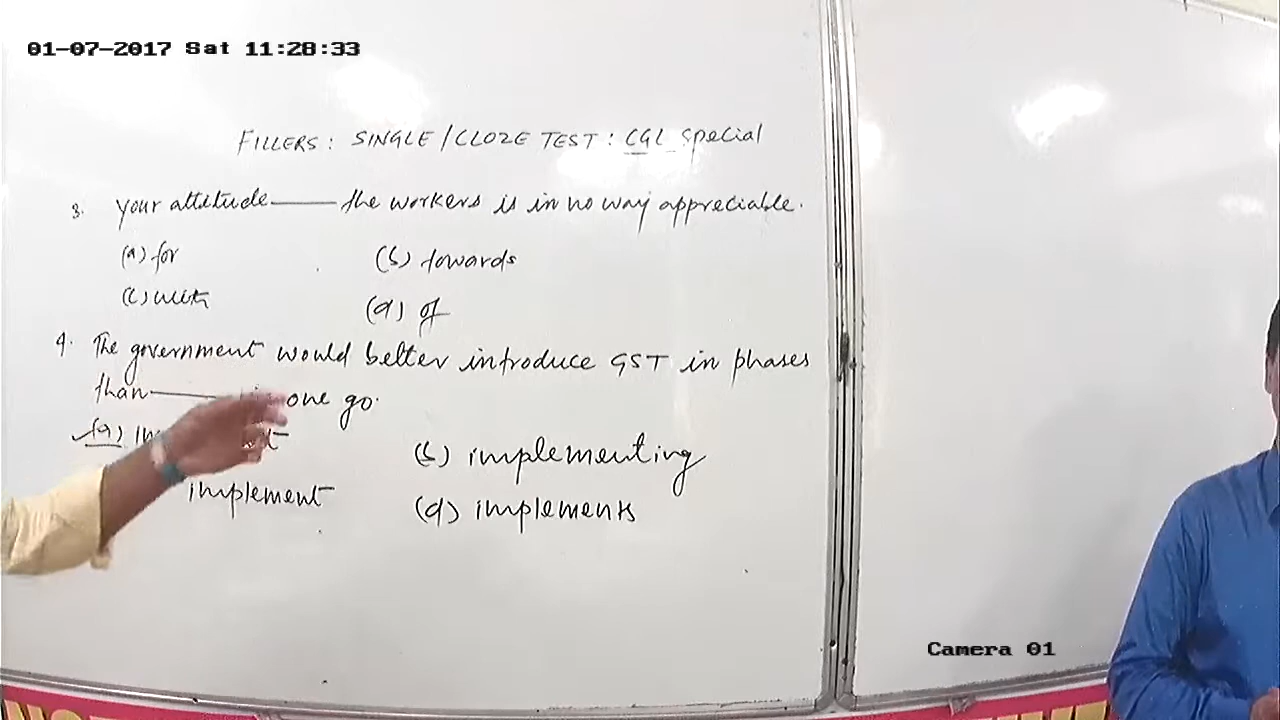 01-07-2017 Sat 11:28:33
FILLERS: SINGLE/CLOZE TEST: CGL Special
3. Your attitude ——— the workers is in no way appreciable.
(a) for (b) towards
(c) with (d) of
4. The government would better introduce GST in phases
than ——— one go.
(a) (b) implementing
implement (d) implements
Camera 01